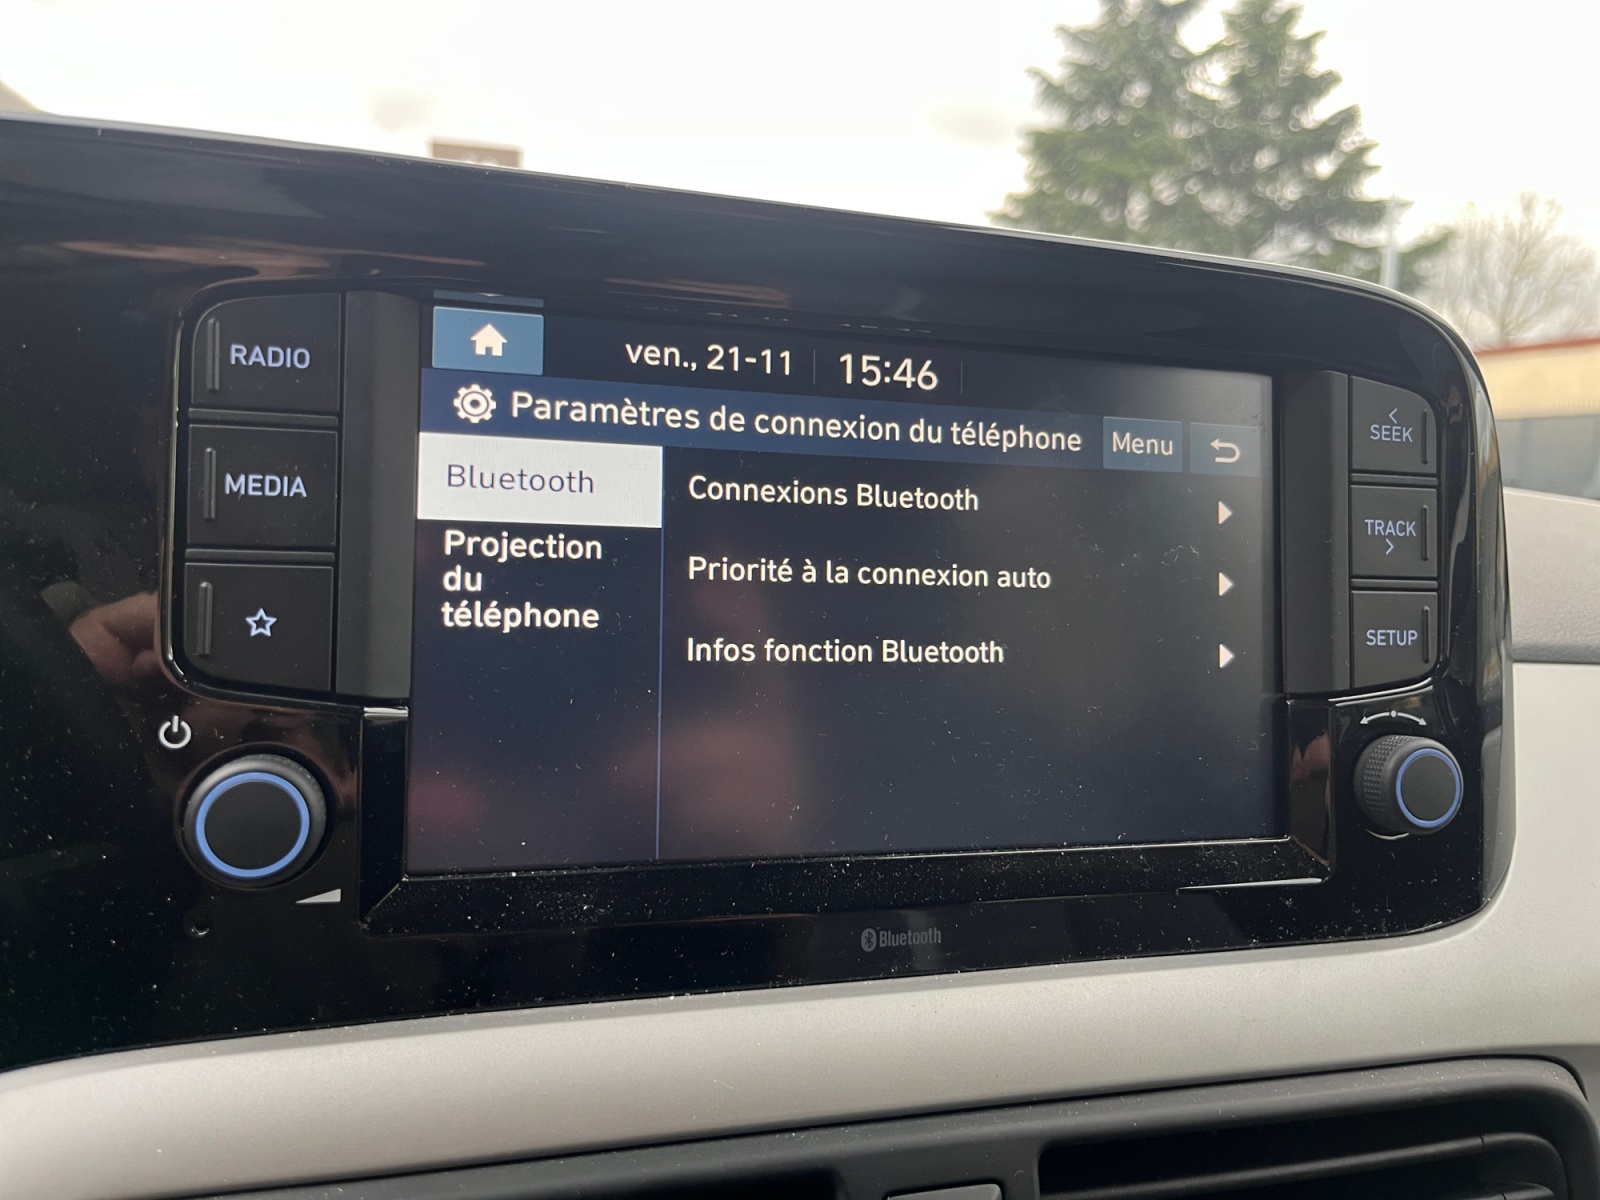 RADIO
MEDIA
ven., 21-11
15:46
Paramètres de connexion du téléphone
Menu
Bluetooth
Projection
du
téléphone
Connexions Bluetooth
Priorité à la connexion auto
Infos fonction Bluetooth
SEEK
TRACK
SETUP
Bluetooth